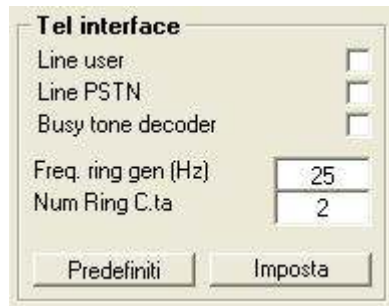 Tel interface
Line user
Line PSTN
Busy tone decoder
Freq. ring gen (Hz) 25
Num Ring C.ta 2
Predefiniti Imposta